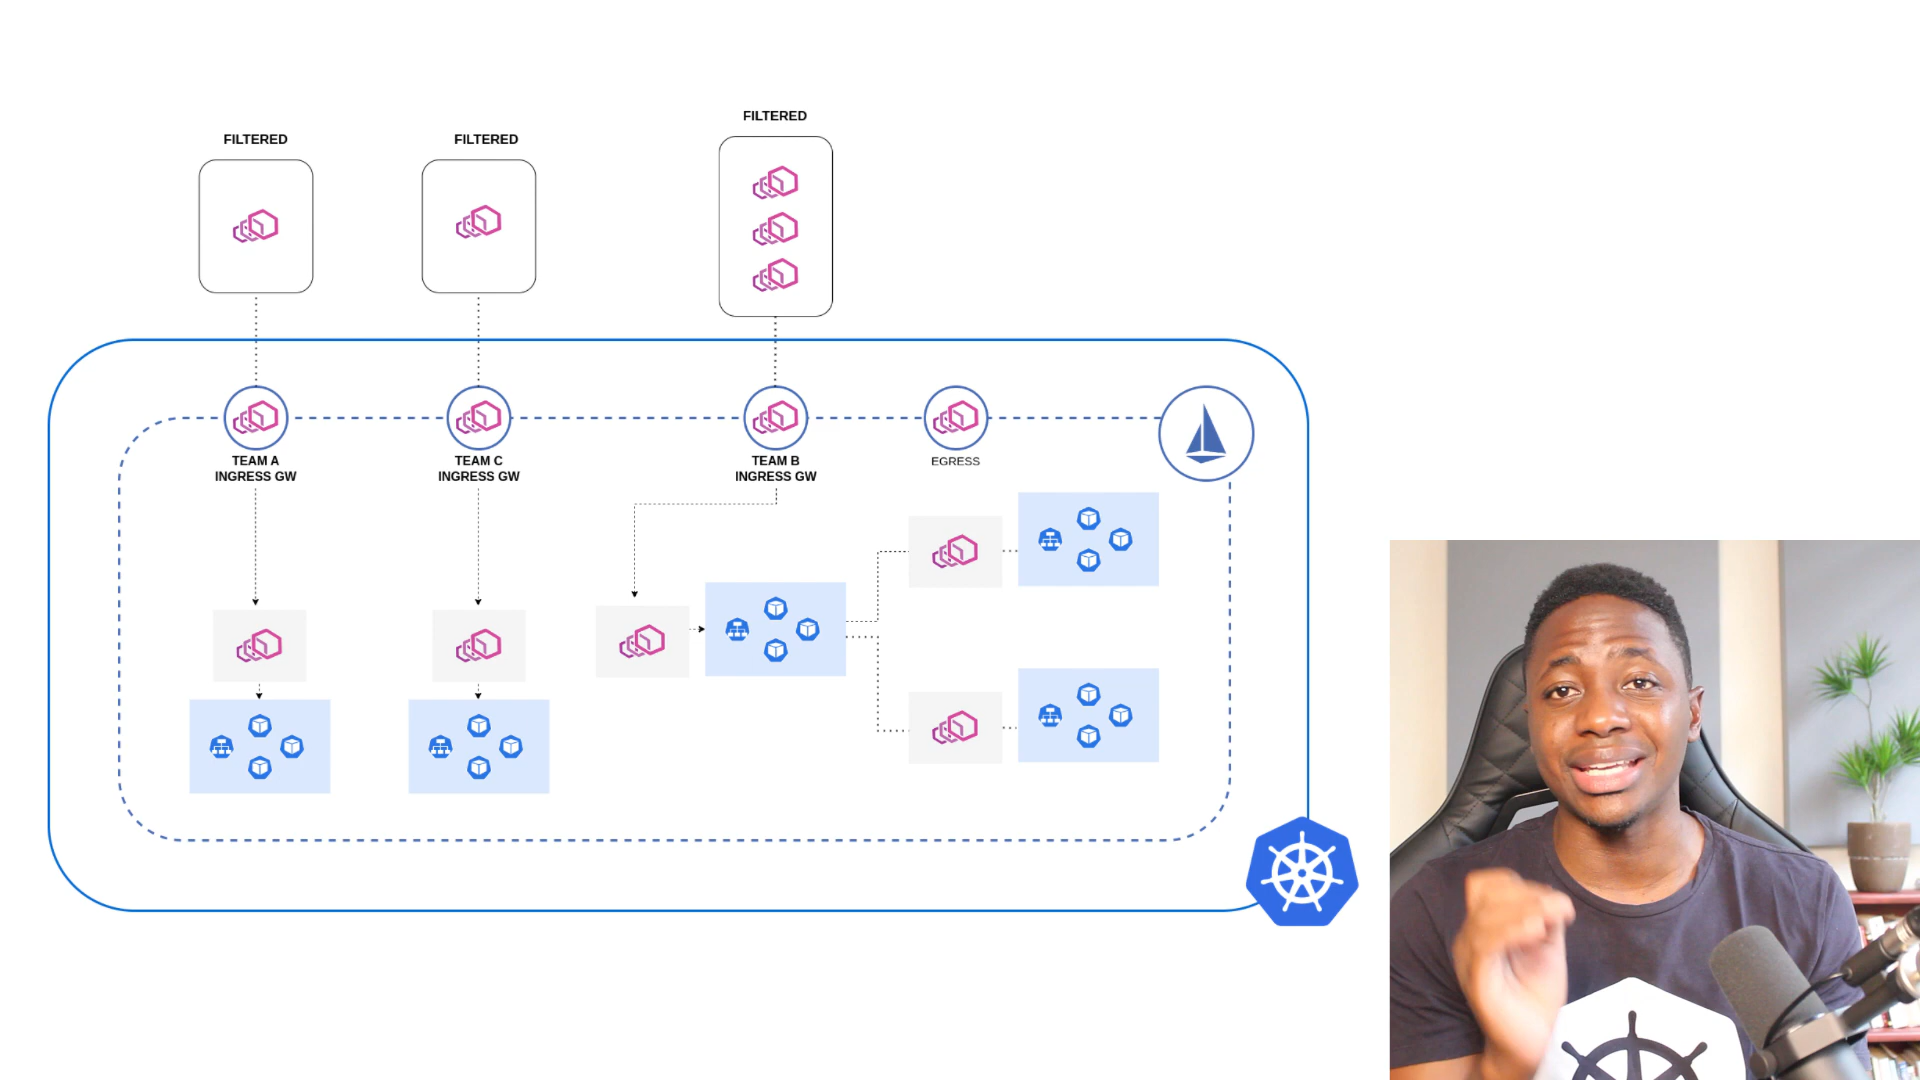 FILTERED
FILTERED
FILTERED
TEAM A
INGRESS GW
TEAM C
INGRESS GW
TEAM B
INGRESS GW
EGRESS